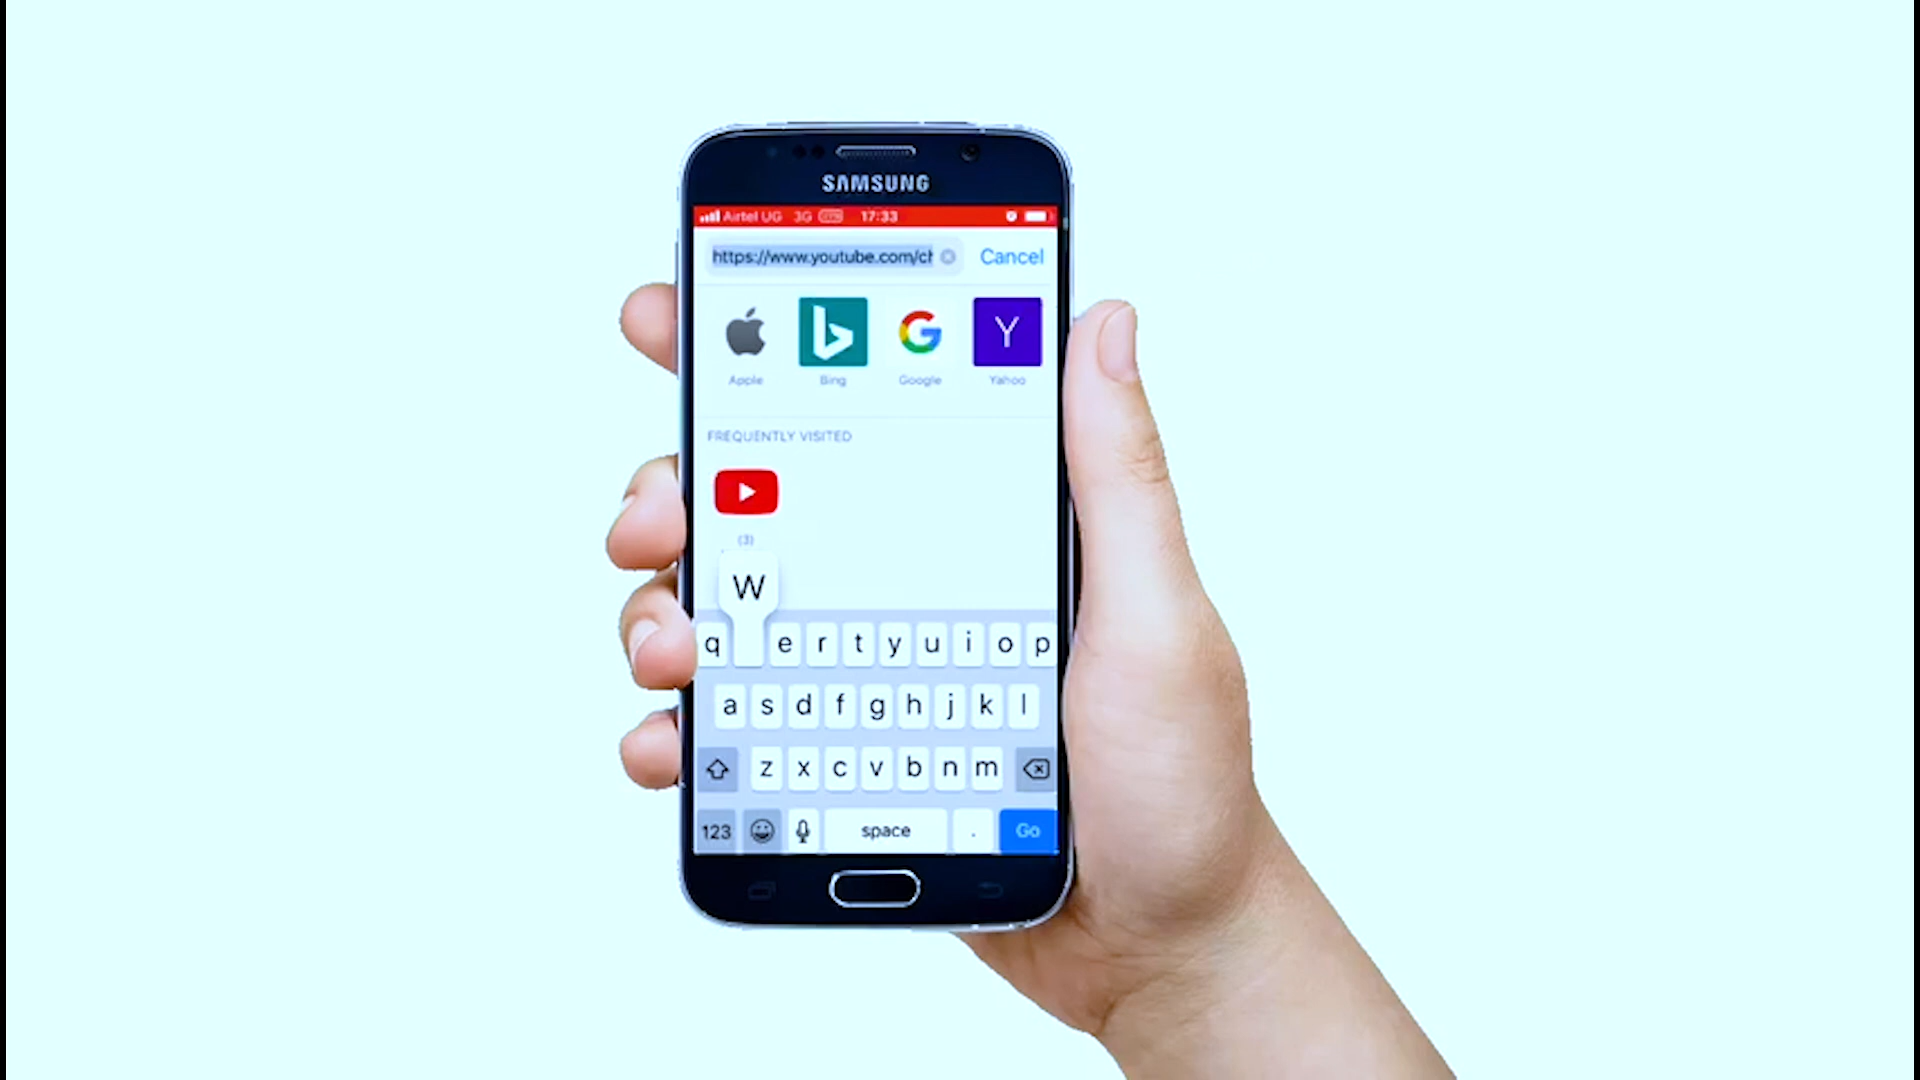 SAMSUNG
Airtel UG 3G 17:33
https://www.youtube.com/ch Cancel
Apple Bing Google Yahoo
FREQUENTLY VISITED
(3)
W
q e r t y u i o p
a s d f g h j k l
z x c v b n m
123 space . Go